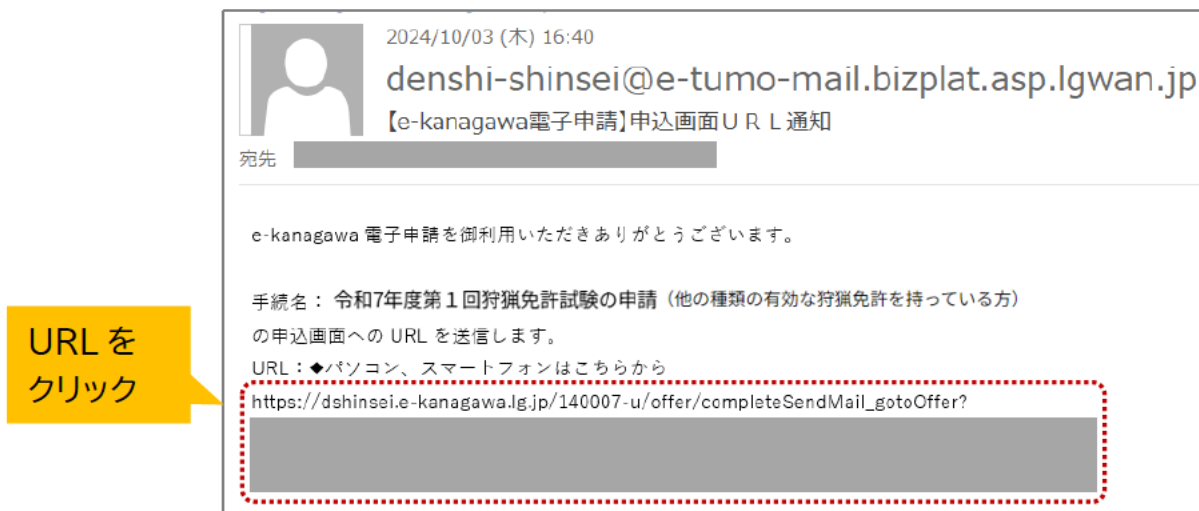 2024/10/03 (木) 16:40
denshi-shinsei@e-tumo-mail.bizplat.asp.lgwan.jp
【e-kanagawa電子申請】申込画面ＵＲＬ通知
宛先
e-kanagawa 電子申請を御利用いただきありがとうございます。
手続名： 令和7年度第１回狩猟免許試験の申請（他の種類の有効な狩猟免許を持っている方）
の申込画面への URL を送信します。
URL：◆パソコン、スマートフォンはこちらから
https://dshinsei.e-kanagawa.lg.jp/140007-u/offer/completeSendMail_gotoOffer?
URL を
クリック